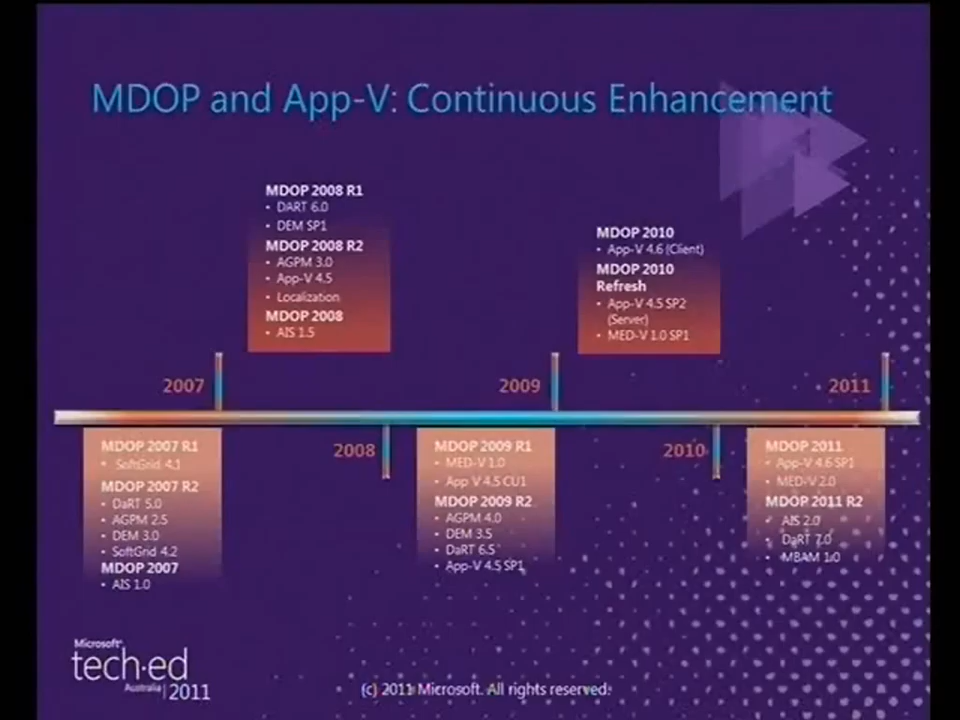 MDOP and App-V: Continuous Enhancement
MDOP 2008 R1
• DART 6.0
• DEM SP1
MDOP 2008 R2
• AGPM 3.0
• App-V 4.5
• Localization
MDOP 2008
• AIS 1.5
MDOP 2010
• App-V 4.6 (Client)
MDOP 2010
Refresh
• App-V 4.5 SP2
(Server)
• MED-V 1.0 SP1
2007
2009
2011
2008
2010
MDOP 2007 R1
• SoftGrid 4.1
MDOP 2007 R2
• DaRT 5.0
• AGPM 2.5
• DEM 3.0
• SoftGrid 4.2
MDOP 2007
• AIS 1.0
MDOP 2009 R1
• MED-V 1.0
• App V 4.5 CU1
MDOP 2009 R2
• AGPM 4.0
• DEM 3.5
• DaRT 6.5
• App-V 4.5 SP1
MDOP 2011
• App-V 4.6 SP1
• MED-V 2.0
MDOP 2011 R2
• AIS 2.0
• DaRT 7.0
• MBAM 1.0
Microsoft®
tech·ed
Australia | 2011
(c) 2011 Microsoft. All rights reserved.